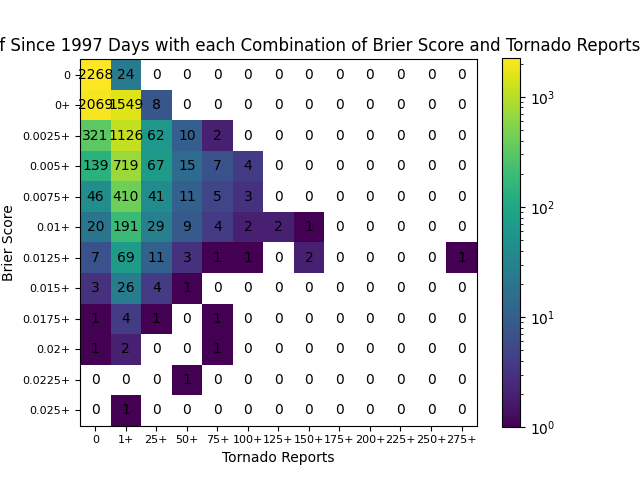 f Since 1997 Days with each Combination of Brier Score and Tornado Reports
0 2268 24 0 0 0 0 0 0 0 0 0 0 0
0+ 2069 1549 8 0 0 0 0 0 0 0 0 0 0
0.0025+ 321 1126 62 10 2 0 0 0 0 0 0 0 0
0.005+ 139 719 67 15 7 4 0 0 0 0 0 0 0
0.0075+ 46 410 41 11 5 3 0 0 0 0 0 0 0
0.01+ 20 191 29 9 4 2 2 1 0 0 0 0 0
0.0125+ 7 69 11 3 1 1 0 2 0 0 0 0 1
0.015+ 3 26 4 1 0 0 0 0 0 0 0 0 0
0.0175+ 1 4 1 0 1 0 0 0 0 0 0 0 0
0.02+ 1 2 0 0 1 0 0 0 0 0 0 0 0
0.0225+ 0 0 0 1 0 0 0 0 0 0 0 0 0
0.025+ 0 1 0 0 0 0 0 0 0 0 0 0 0
0 1+ 25+ 50+ 75+ 100+ 125+ 150+ 175+ 200+ 225+ 250+ 275+
Tornado Reports
Brier Score
10³
10²
10¹
10⁰